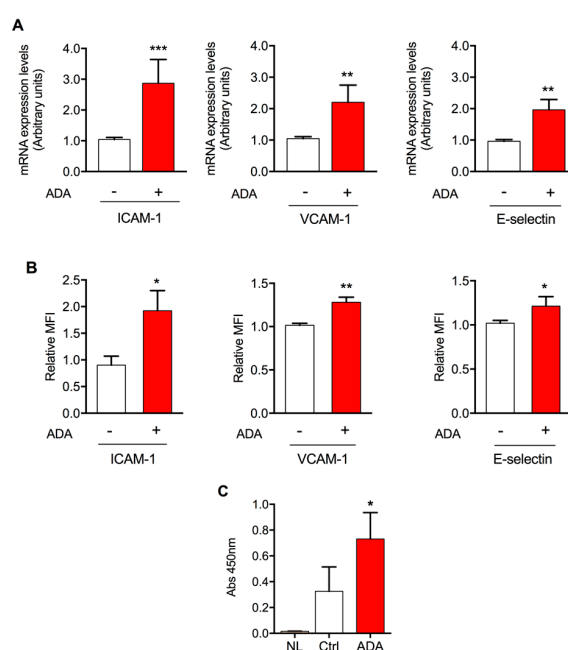 A
mRNA expression levels
(Arbitrary units)
4.0
3.0
2.0
1.0
0.0
***
ADA
- +
ICAM-1
mRNA expression levels
(Arbitrary units)
4.0
3.0
2.0
1.0
0.0
**
- +
VCAM-1
mRNA expression levels
(Arbitrary units)
4.0
3.0
2.0
1.0
0.0
**
ADA
- +
E-selectin
B
Relative MFI
2.5
2.0
1.5
1.0
0.5
0.0
*
ADA
- +
ICAM-1
Relative MFI
1.5
1.0
0.5
0.0
**
ADA
- +
VCAM-1
Relative MFI
1.5
1.0
0.5
0.0
*
ADA
- +
E-selectin
C
Abs 450nm
1.0
0.8
0.6
0.4
0.2
0.0
*
NL Ctrl ADA